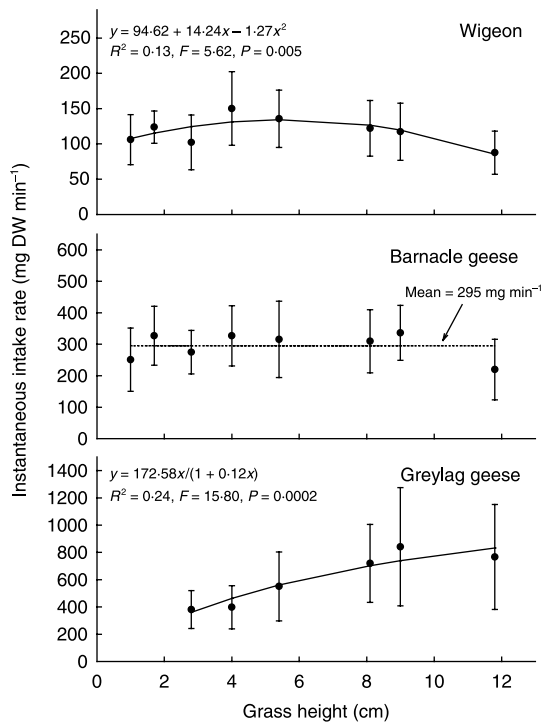 y = 94·62 + 14·24x – 1·27x²
R² = 0·13, F = 5·62, P = 0·005
Wigeon
250
200
150
100
50
0
Barnacle geese
Mean = 295 mg min⁻¹
600
500
400
300
200
100
0
Instantaneous intake rate (mg DW min⁻¹)
y = 172·58x/(1 + 0·12x)
R² = 0·24, F = 15·80, P = 0·0002
Greylag geese
1400
1200
1000
800
600
400
200
0
0 2 4 6 8 10 12
Grass height (cm)